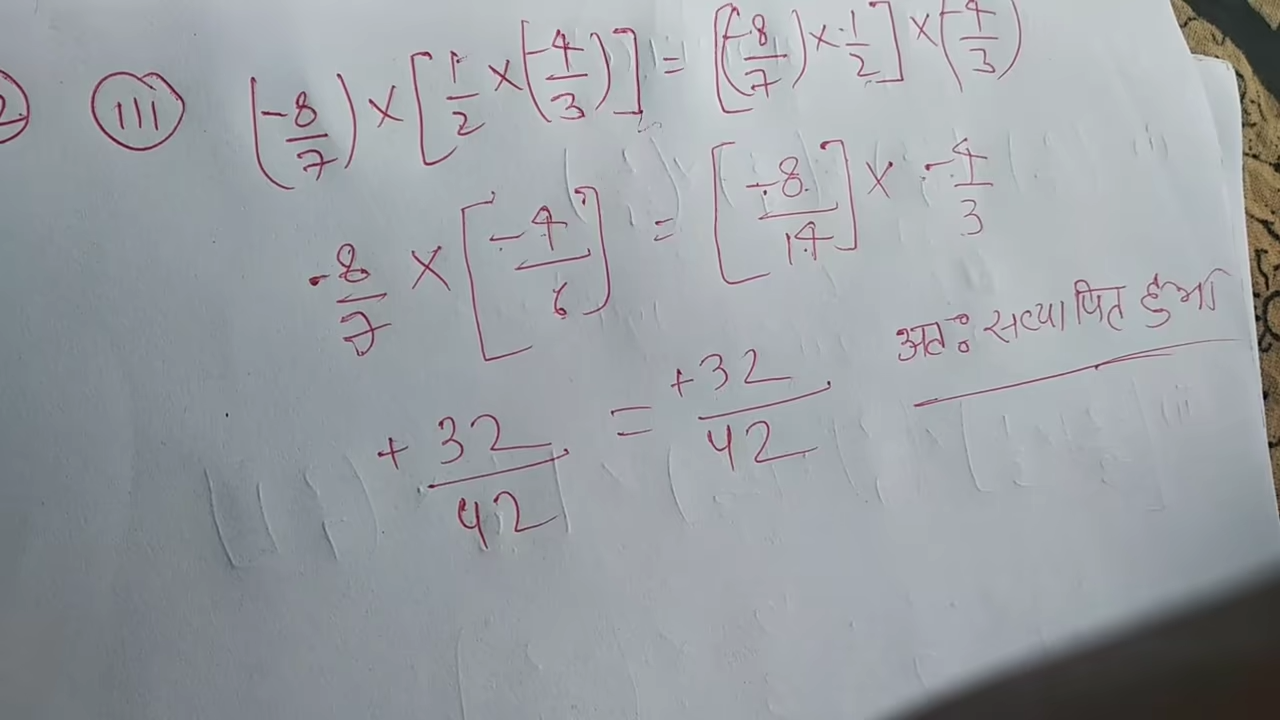 2 (iii) (-8/7) × [1/2 × (-4/3)] = [(-8/7) × 1/2] × (-4/3)
-8/7 × [-4/6] = [-8/14] × -4/3
+32/42 = +32/42
अतः सत्यापित हुआ